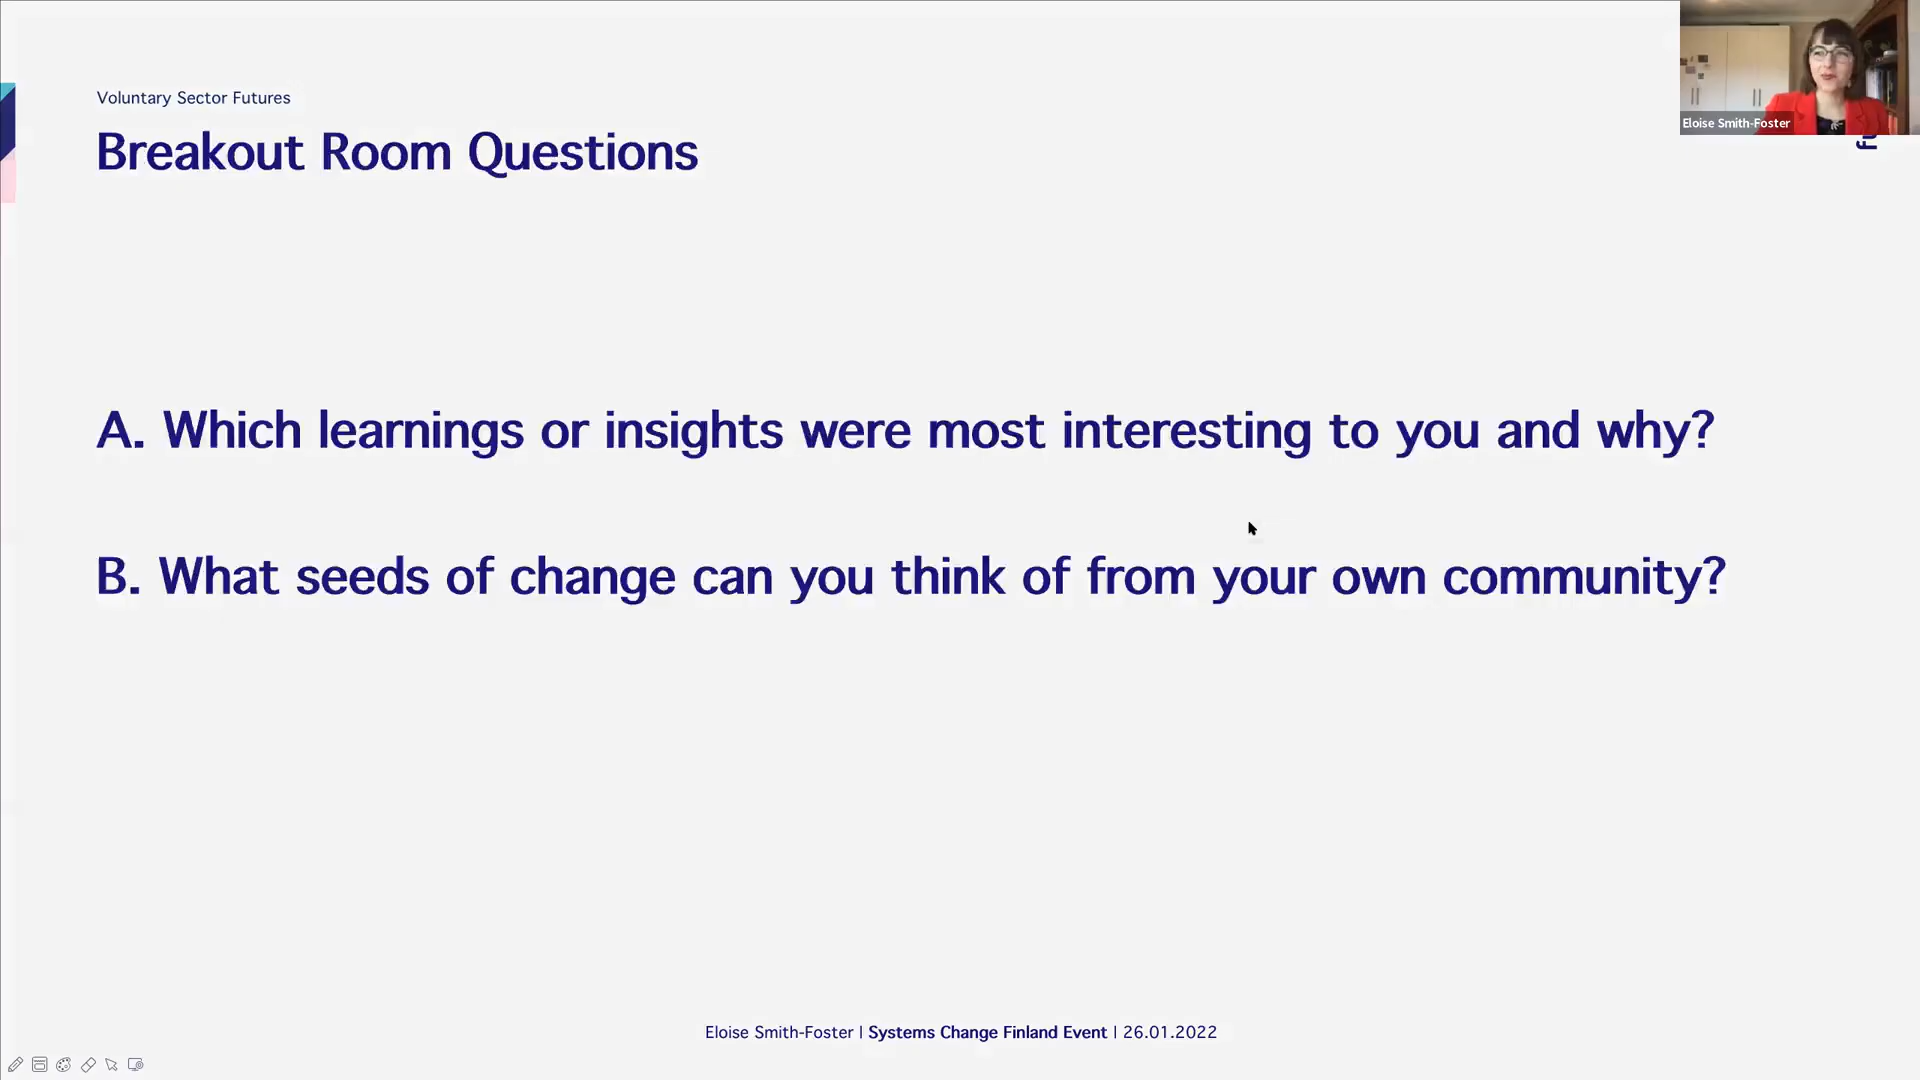 Voluntary Sector Futures
Breakout Room Questions
Eloise Smith-Foster
A. Which learnings or insights were most interesting to you and why?
B. What seeds of change can you think of from your own community?
Eloise Smith-Foster | Systems Change Finland Event | 26.01.2022